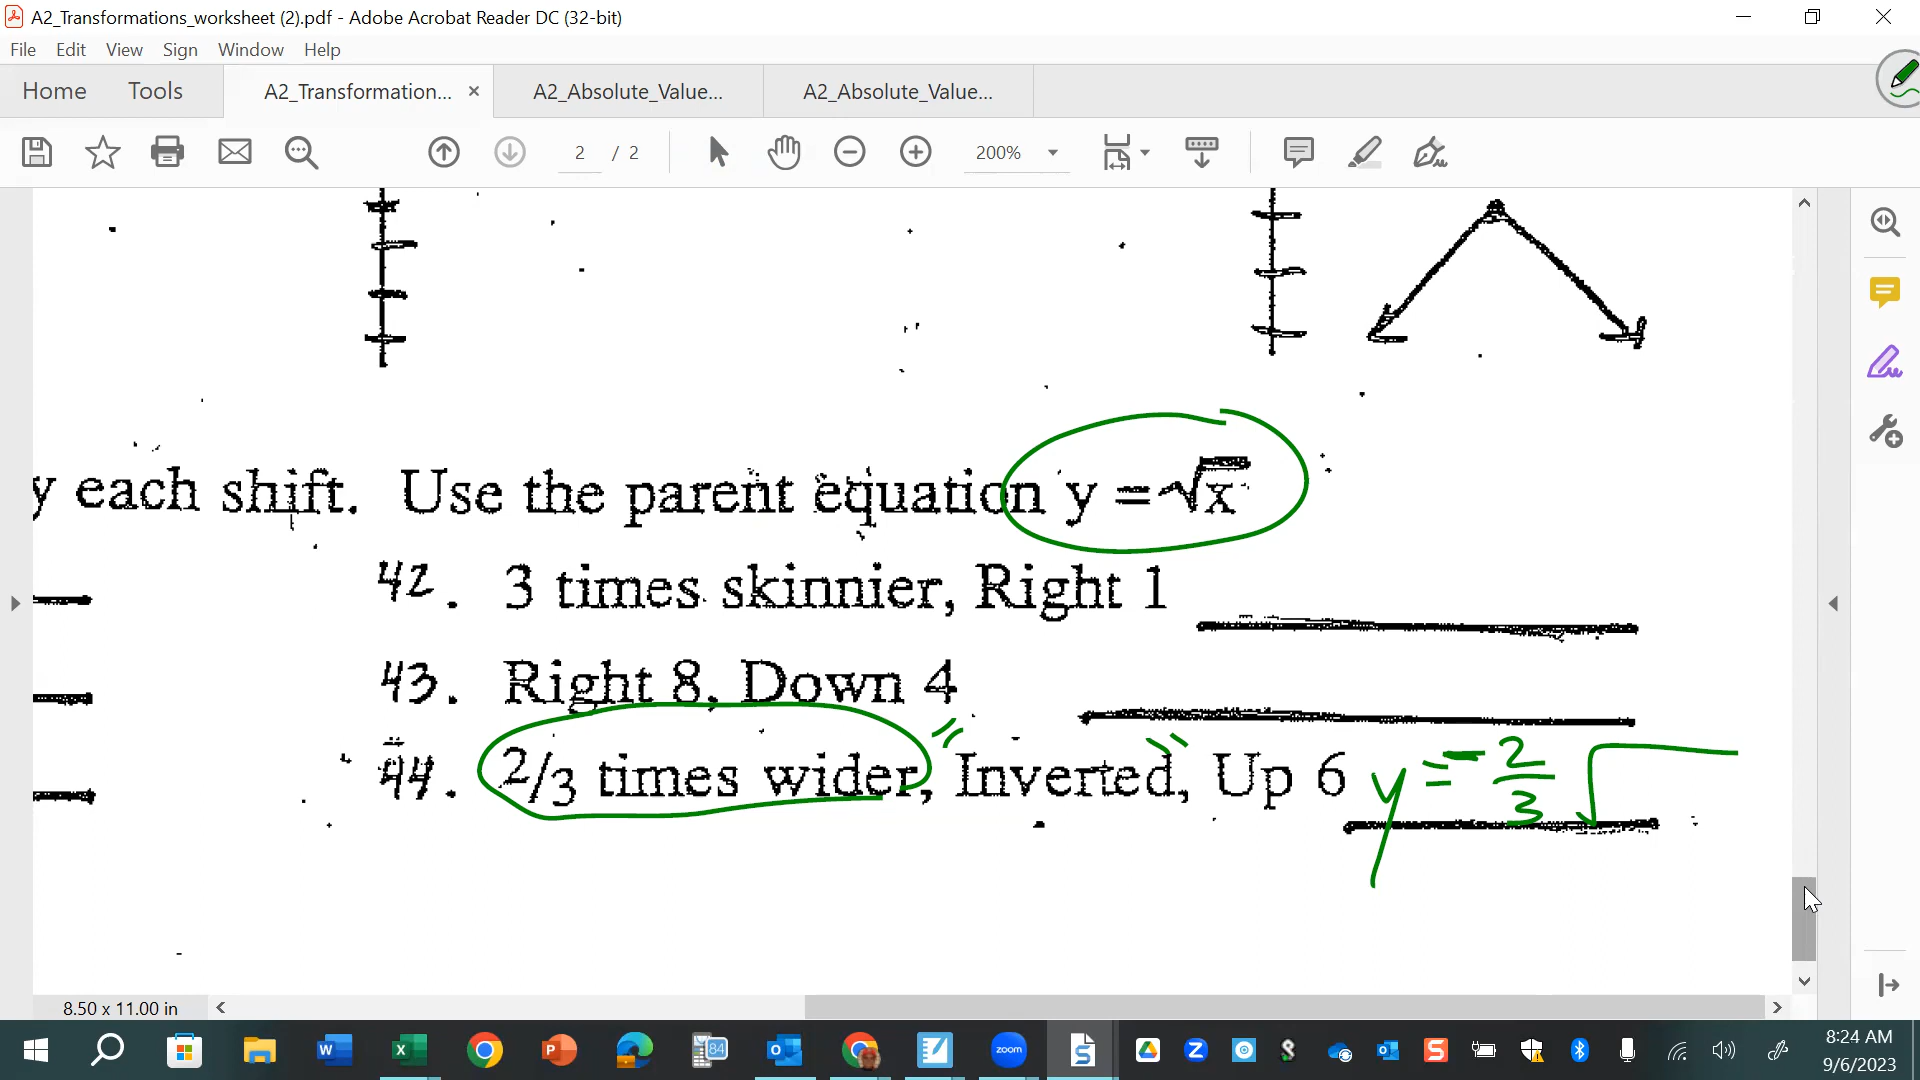 A2_Transformations_worksheet (2).pdf - Adobe Acrobat Reader DC (32-bit)
File Edit View Sign Window Help
Home Tools A2_Transformation... × A2_Absolute_Value... A2_Absolute_Value...
2 / 2 200%
y each shift. Use the parent equation y = √x
42. 3 times skinnier, Right 1
43. Right 8, Down 4
44. 2/3 times wider, Inverted, Up 6 y = - 2/3 √
8.50 x 11.00 in
84
zoom
8:24 AM
9/6/2023